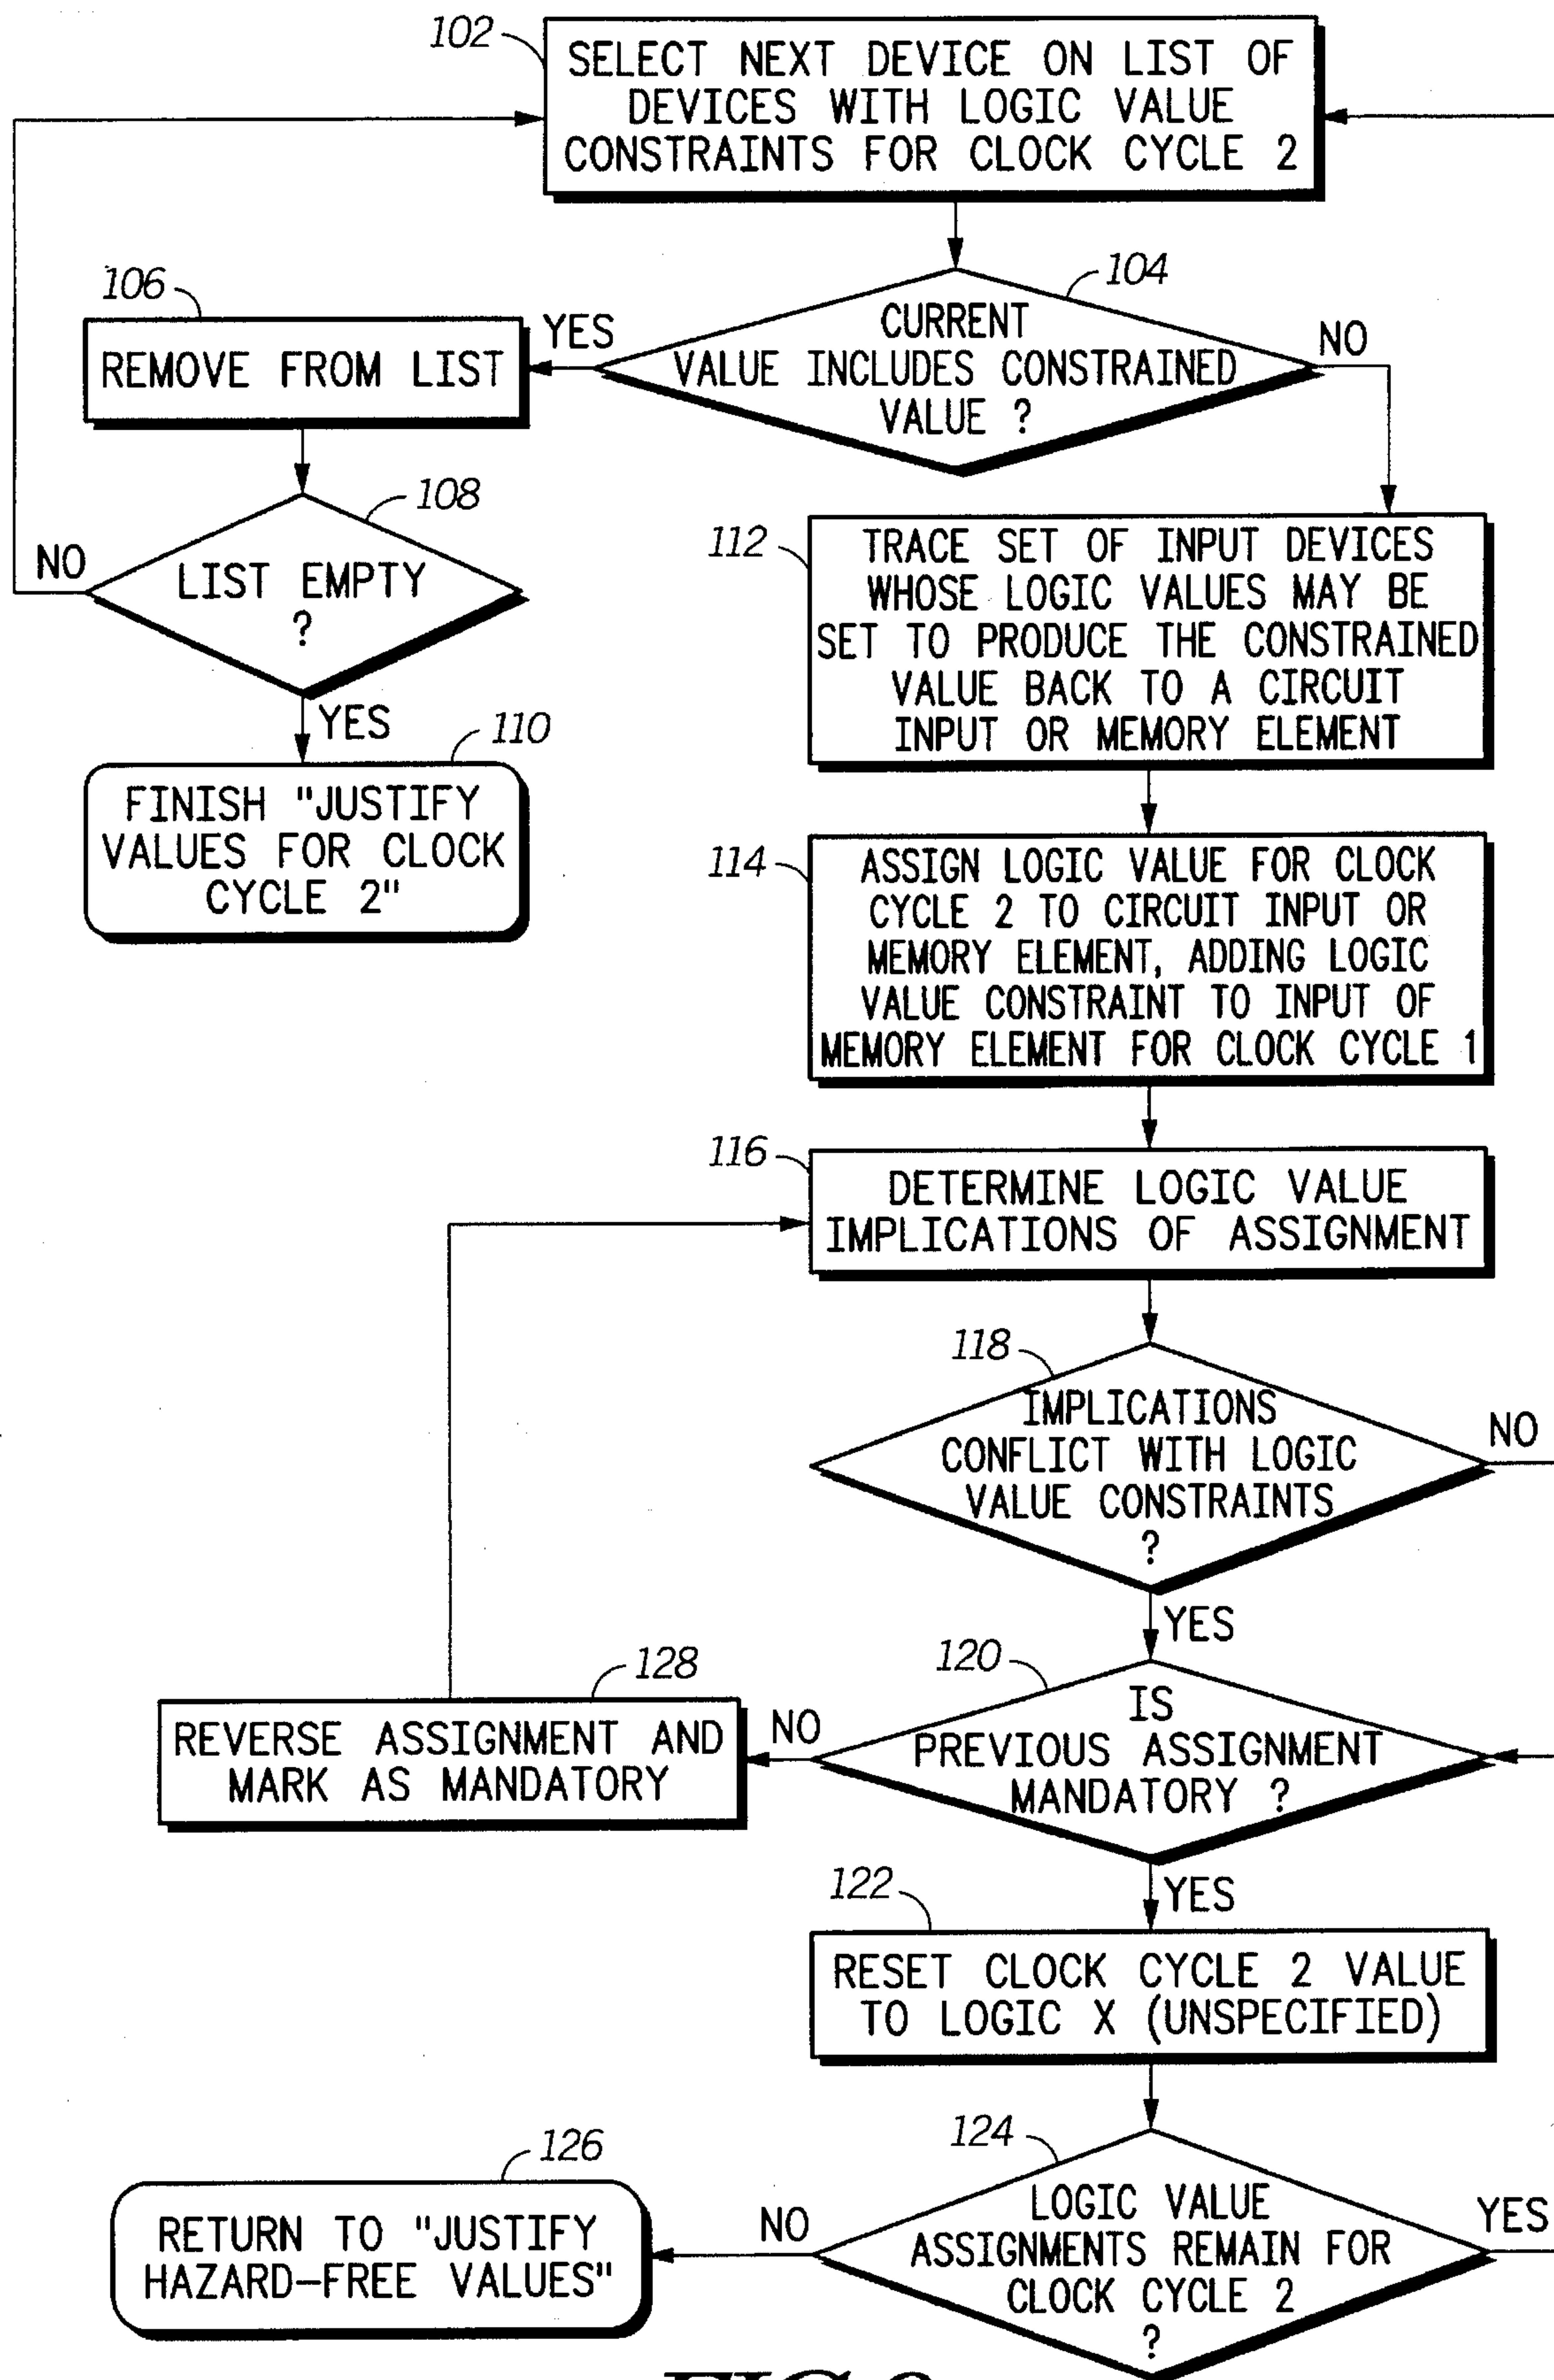 102
SELECT NEXT DEVICE ON LIST OF
DEVICES WITH LOGIC VALUE
CONSTRAINTS FOR CLOCK CYCLE 2
104
CURRENT
VALUE INCLUDES CONSTRAINED
VALUE ?
YES
NO
106
REMOVE FROM LIST
108
LIST EMPTY
?
NO
YES
110
FINISH "JUSTIFY
VALUES FOR CLOCK
CYCLE 2"
112
TRACE SET OF INPUT DEVICES
WHOSE LOGIC VALUES MAY BE
SET TO PRODUCE THE CONSTRAINED
VALUE BACK TO A CIRCUIT
INPUT OR MEMORY ELEMENT
114
ASSIGN LOGIC VALUE FOR CLOCK
CYCLE 2 TO CIRCUIT INPUT OR
MEMORY ELEMENT, ADDING LOGIC
VALUE CONSTRAINT TO INPUT OF
MEMORY ELEMENT FOR CLOCK CYCLE 1
116
DETERMINE LOGIC VALUE
IMPLICATIONS OF ASSIGNMENT
118
IMPLICATIONS
CONFLICT WITH LOGIC
VALUE CONSTRAINTS
?
NO
YES
120
IS
PREVIOUS ASSIGNMENT
MANDATORY ?
NO
YES
128
REVERSE ASSIGNMENT AND
MARK AS MANDATORY
122
RESET CLOCK CYCLE 2 VALUE
TO LOGIC X (UNSPECIFIED)
124
LOGIC VALUE
ASSIGNMENTS REMAIN FOR
CLOCK CYCLE 2
?
NO
YES
126
RETURN TO "JUSTIFY
HAZARD-FREE VALUES"